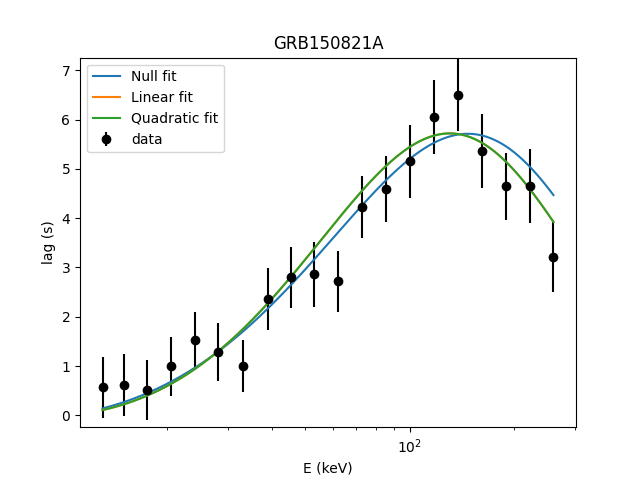 GRB150821A
Null fit
Linear fit
Quadratic fit
data
lag (s)
7
6
5
4
3
2
1
0
10²
E (keV)